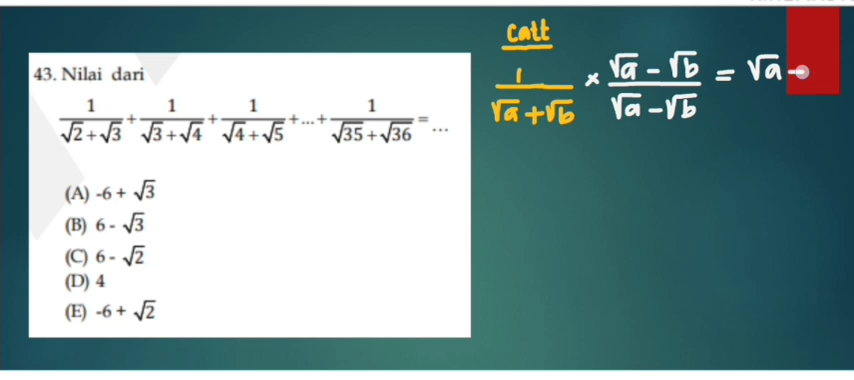 43. Nilai dari
1/(√2+√3) + 1/(√3+√4) + 1/(√4+√5) +...+ 1/(√35+√36) = ...
(A) -6 + √3
(B) 6 - √3
(C) 6 - √2
(D) 4
(E) -6 + √2
Catt
1/(√a+√b) × (√a-√b)/(√a-√b) = √a-